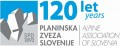 120 let
years
PLANINSKA
ZVEZA
SLOVENIJE
ALPINE
ASSOCIATION
OF SLOVENIA